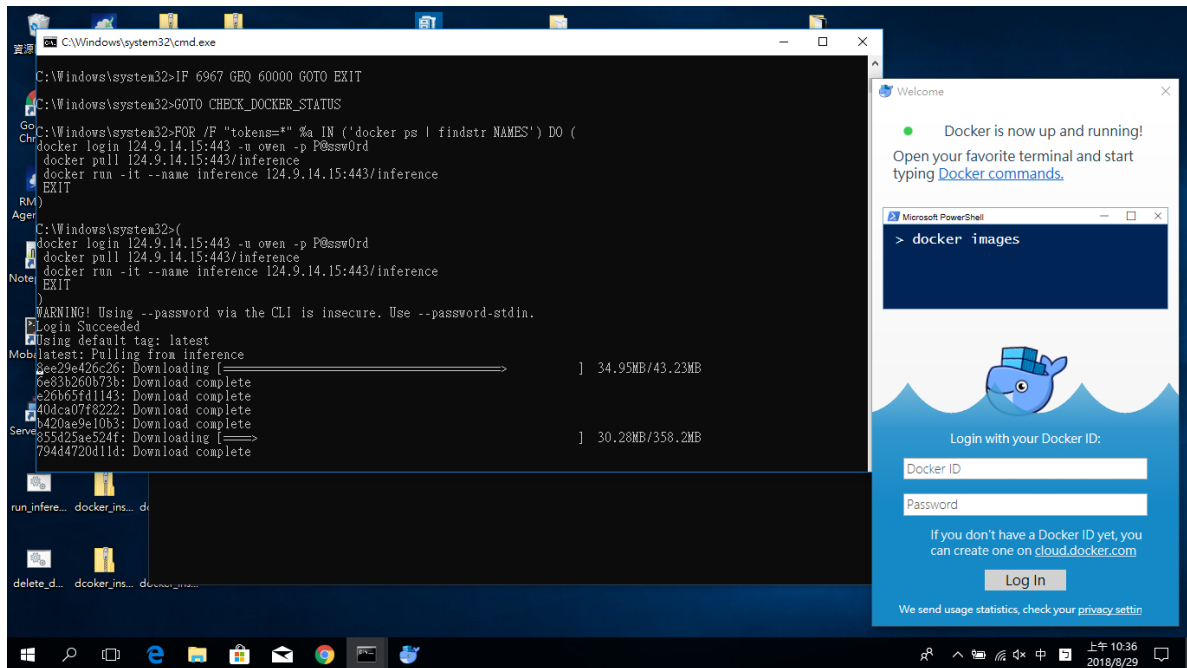 資源
C:\Windows\system32\cmd.exe
C:\Windows\system32>IF 6967 GEQ 60000 GOTO EXIT
C:\Windows\system32>GOTO CHECK_DOCKER_STATUS
C:\Windows\system32>FOR /F "tokens=*" %a IN ('docker ps | findstr NAMES') DO (
docker login 124.9.14.15:443 -u owen -p P@ssw0rd
docker pull 124.9.14.15:443/inference
docker run -it --name inference 124.9.14.15:443/inference
EXIT
)
C:\Windows\system32>(
docker login 124.9.14.15:443 -u owen -p P@ssw0rd
docker pull 124.9.14.15:443/inference
docker run -it --name inference 124.9.14.15:443/inference
EXIT
)
WARNING! Using --password via the CLI is insecure. Use --password-stdin.
Login Succeeded
Using default tag: latest
latest: Pulling from inference
8ee29e426c26: Downloading [==================================================> ] 34.95MB/43.23MB
6e83b260b73b: Download complete
e26b65fd1143: Download complete
40dca07f8222: Download complete
b420ae9e10b3: Download complete
855d25ae524f: Downloading [====> ] 30.28MB/358.2MB
794d4720d11d: Download complete
Go
Chr
RM
Agen
Note
Moba
Serve
run_infere...
docker_ins...
delete_d...
dcoker_ins...
Welcome
Docker is now up and running!
Open your favorite terminal and start
typing Docker commands.
Microsoft PowerShell
> docker images
Login with your Docker ID:
Docker ID
Password
If you don't have a Docker ID yet, you
can create one on cloud.docker.com
Log In
We send usage statistics, check your privacy settin
中
上午 10:36
2018/8/29